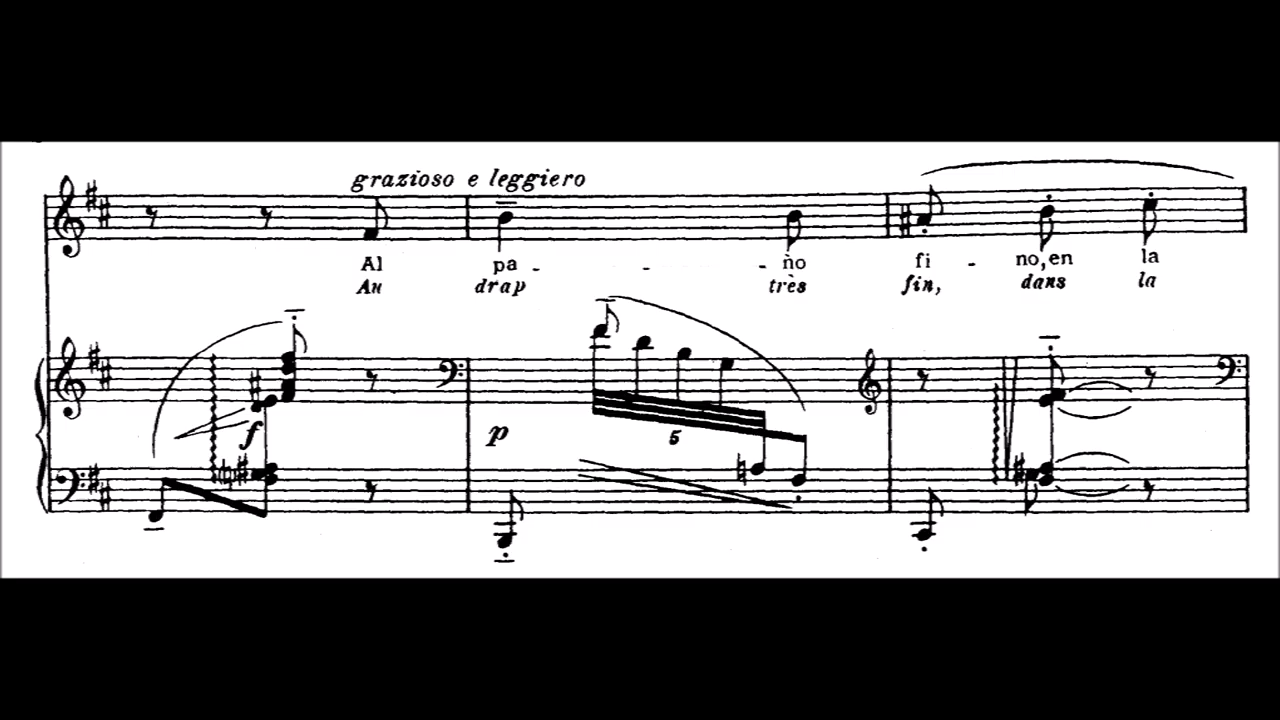 grazioso e leggiero
Al pa - - - ño fi - no, en la
Au drap très fin, dans la
f
p
5